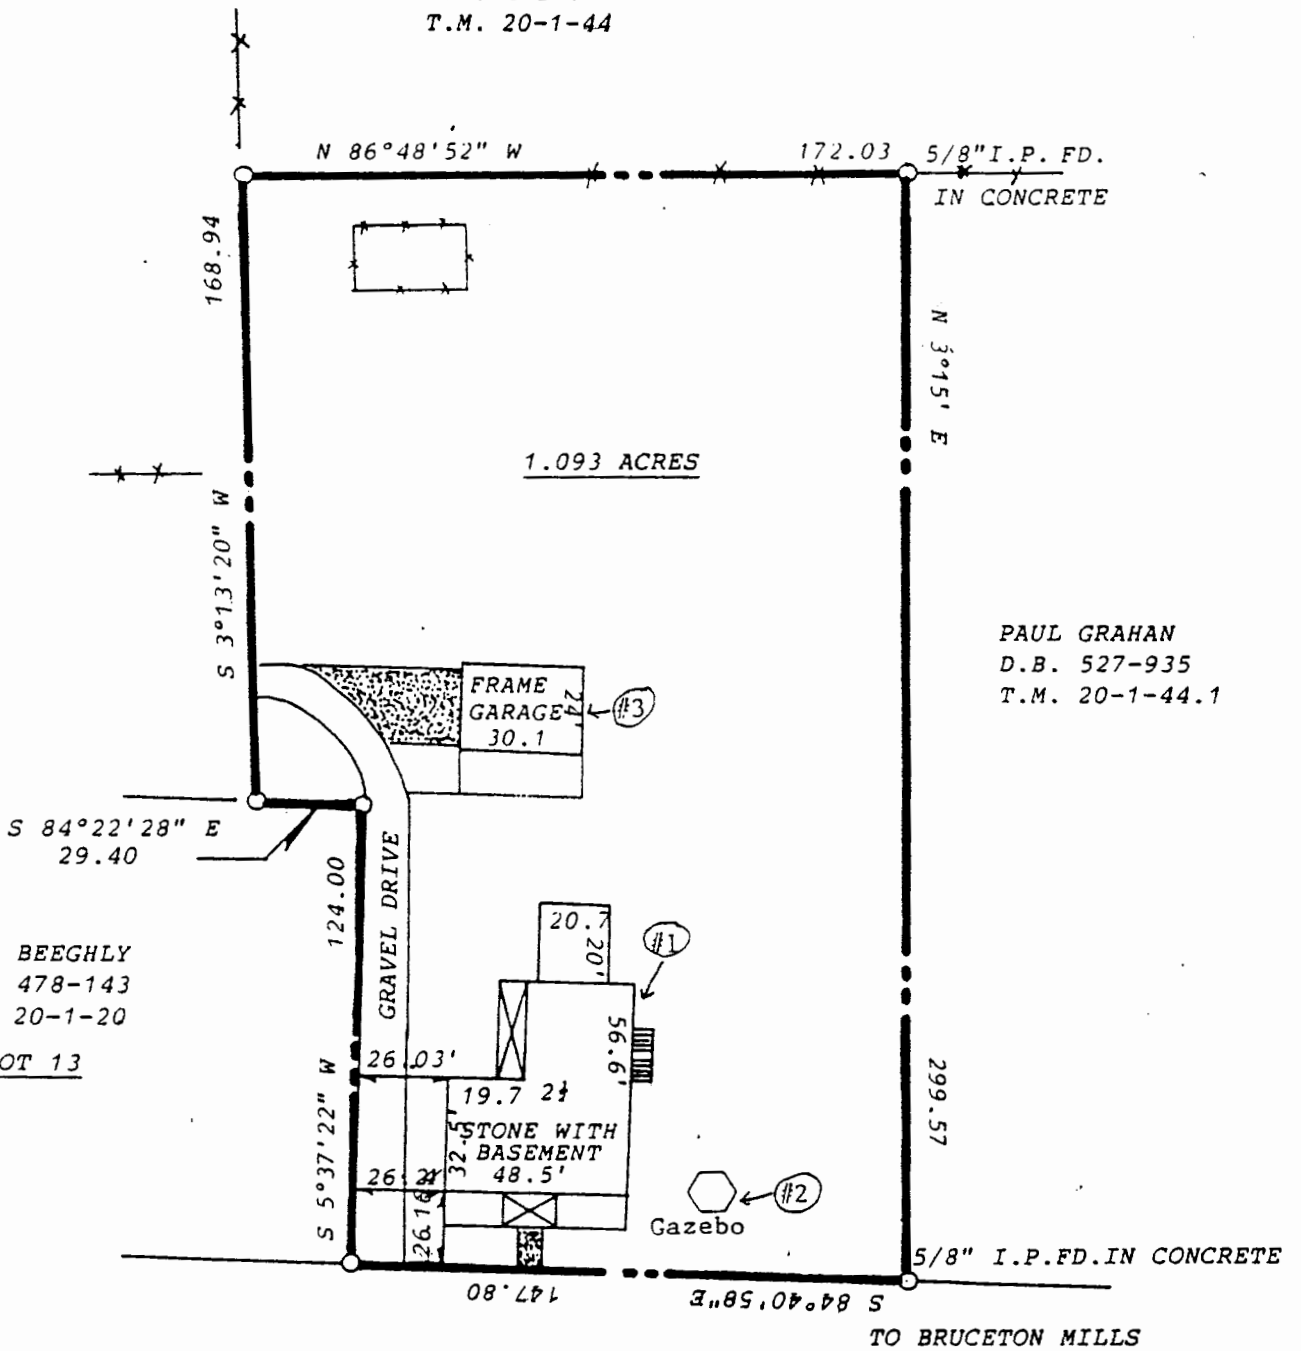 T.M. 20-1-44
N 86°48'52" W
172.03
5/8" I.P. FD.
IN CONCRETE
168.94
N 3°15' E
1.093 ACRES
S 3°13'20" W
PAUL GRAHAN
D.B. 527-935
T.M. 20-1-44.1
FRAME
GARAGE
30.1
24'
#3
S 84°22'28" E
29.40
124.00
GRAVEL DRIVE
BEEGHLY
478-143
20-1-20
OT 13
20.7
20'
#1
56.6'
26.03'
19.7
STONE WITH
BASEMENT
48.5'
32.5'
S 5°37'22" W
26.16
299.57
#2
Gazebo
5/8" I.P.FD.IN CONCRETE
147.80
S 84°40'58"E
TO BRUCETON MILLS